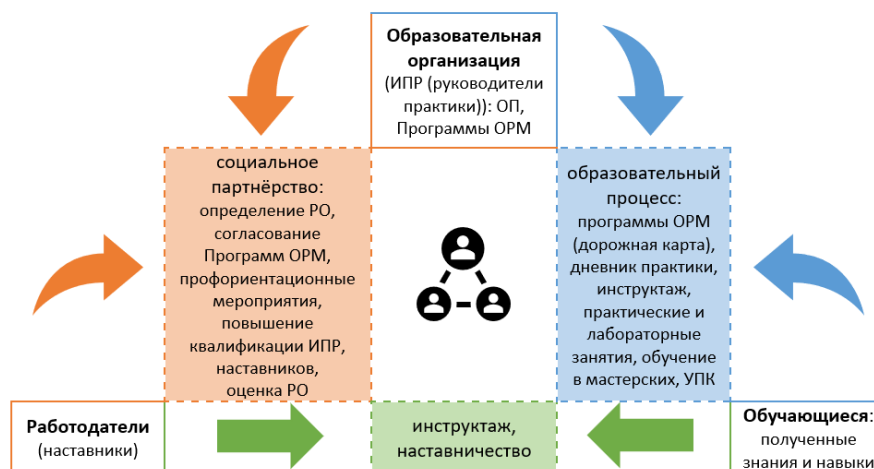 Образовательная
организация
(ИПР (руководители
практики)): ОП,
Программы ОРМ
социальное
партнёрство:
определение РО,
согласование
Программ ОРМ,
профориентационные
мероприятия,
повышение
квалификации ИПР,
наставников,
оценка РО
образовательный
процесс:
программы ОРМ
(дорожная карта),
дневник практики,
инструктаж,
практические и
лабораторные
занятия, обучение
в мастерских, УПК
Работодатели
(наставники)
инструктаж,
наставничество
Обучающиеся:
полученные
знания и навыки